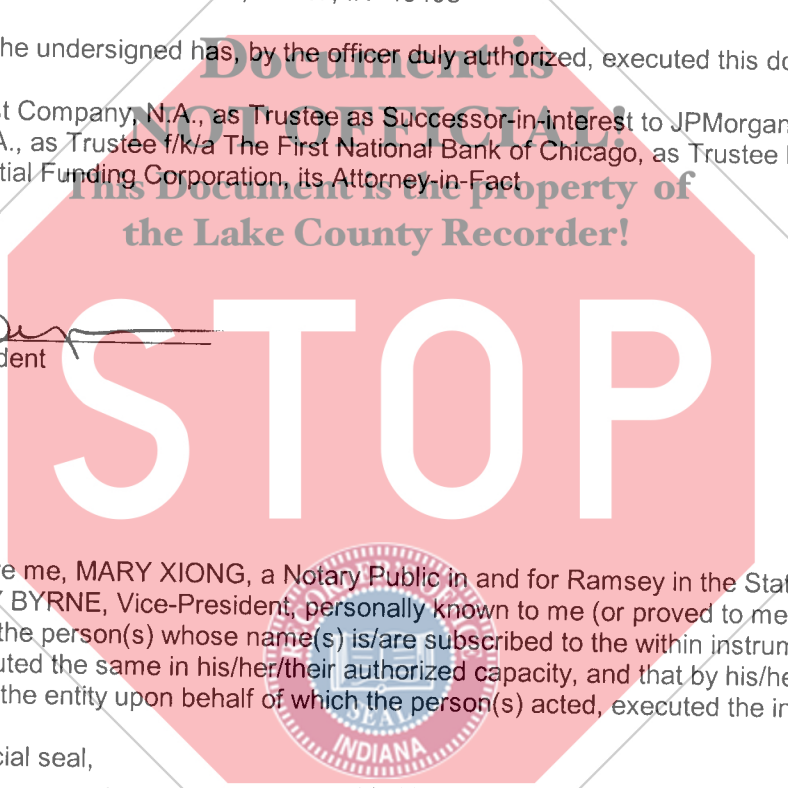 Document is
he undersigned has, by the officer duly authorized, executed this do
NOT OFFICIAL!
t Company, N.A., as Trustee as Successor-in-interest to JPMorgan
A., as Trustee f/k/a The First National Bank of Chicago, as Trustee
tial Funding Corporation, its Attorney-in-Fact
This Document is the property of
the Lake County Recorder!
dent
STOP
e me, MARY XIONG, a Notary Public in and for Ramsey in the Stat
Y BYRNE, Vice-President, personally known to me (or proved to me
the person(s) whose name(s) is/are subscribed to the within instrum
uted the same in his/her/their authorized capacity, and that by his/he
the entity upon behalf of which the person(s) acted, executed the in
SEAL
INDIANA
cial seal,